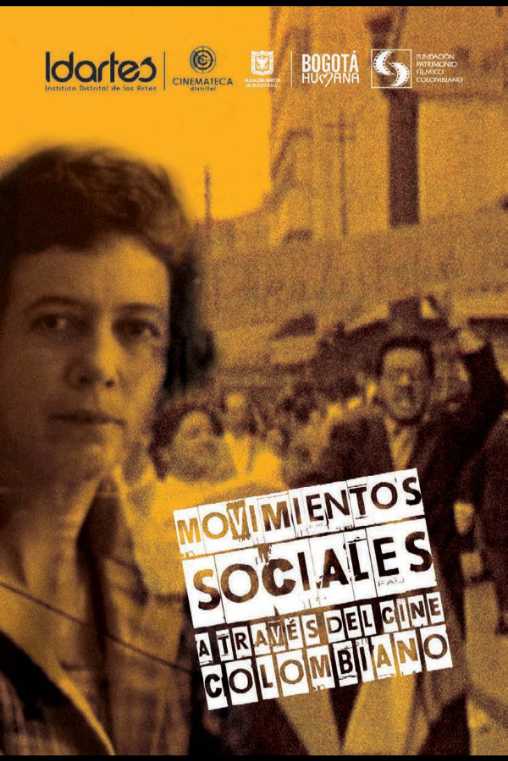 Idartes
Instituto Distrital de las Artes
CINEMATECA
distrital
BOGOTÁ
HUMANA
FUNDACIÓN
PATRIMONIO
FÍLMICO
COLOMBIANO
MOVIMIENTOS
SOCIALES
A TRAVÉS DEL CINE
COLOMBIANO